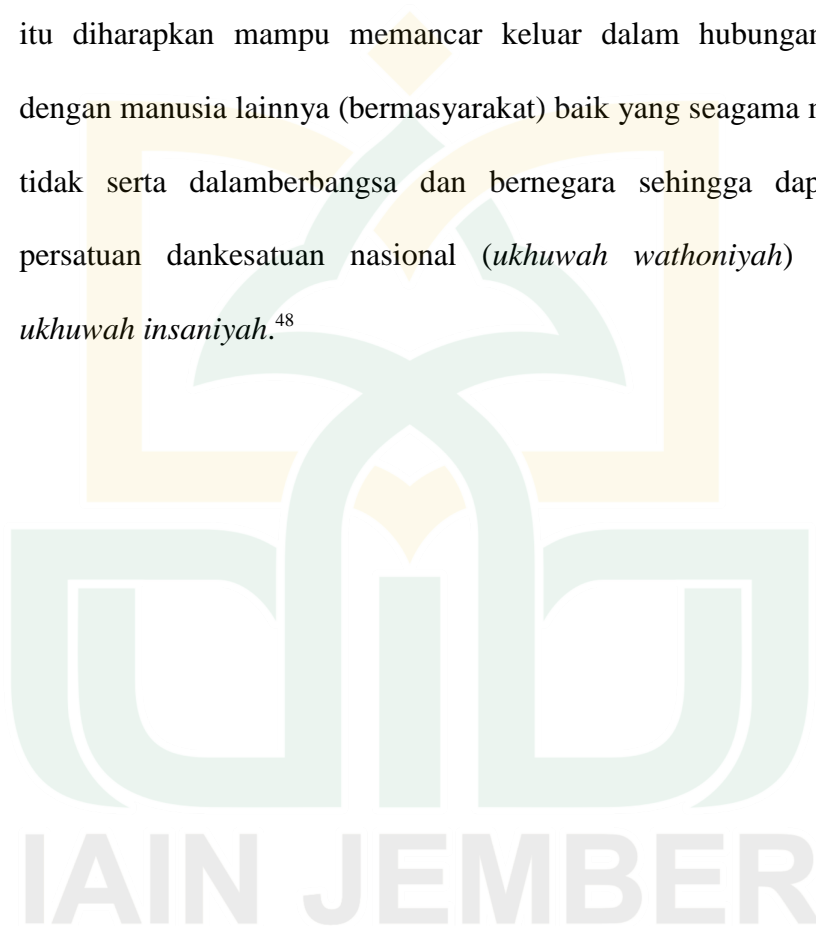 itu diharapkan mampu memancar keluar dalam hubungan
dengan manusia lainnya (bermasyarakat) baik yang seagama
tidak serta dalamberbangsa dan bernegara sehingga
persatuan dankesatuan nasional (ukhuwah wathoniyah)
ukhuwah insaniyah.48
IAIN JEMBER